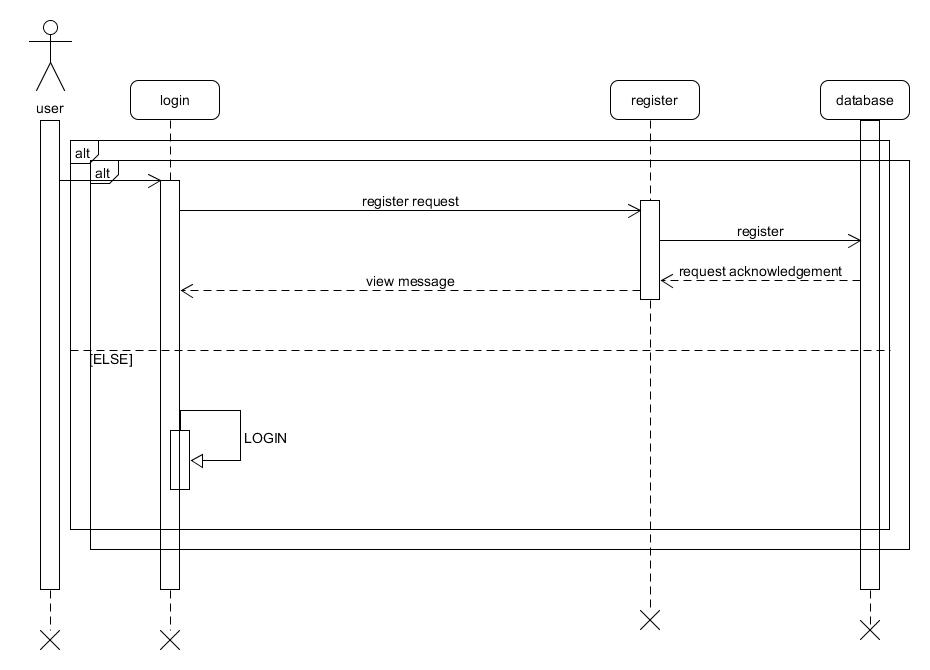 user
login
register
database
alt
alt
register request
register
request acknowledgement
view message
[ELSE]
LOGIN